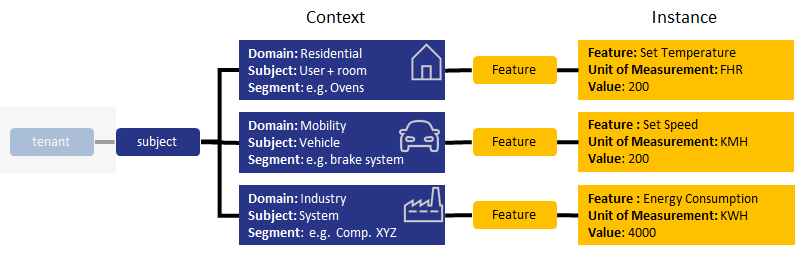 Context
Instance
tenant
subject
Domain: Residential
Subject: User + room
Segment: e.g. Ovens
Feature
Feature: Set Temperature
Unit of Measurement: FHR
Value: 200
Domain: Mobility
Subject: Vehicle
Segment: e.g. brake system
Feature
Feature : Set Speed
Unit of Measurement: KMH
Value: 200
Domain: Industry
Subject: System
Segment:  e.g.  Comp.  XYZ
Feature
Feature : Energy Consumption
Unit of Measurement: KWH
Value: 4000